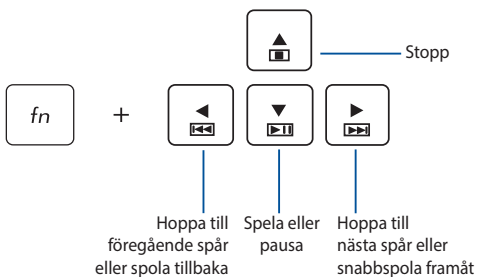 Stopp
fn
+
Hoppa till
föregående spår
eller spola tillbaka
Spela eller
pausa
Hoppa till
nästa spår eller
snabbspola framåt